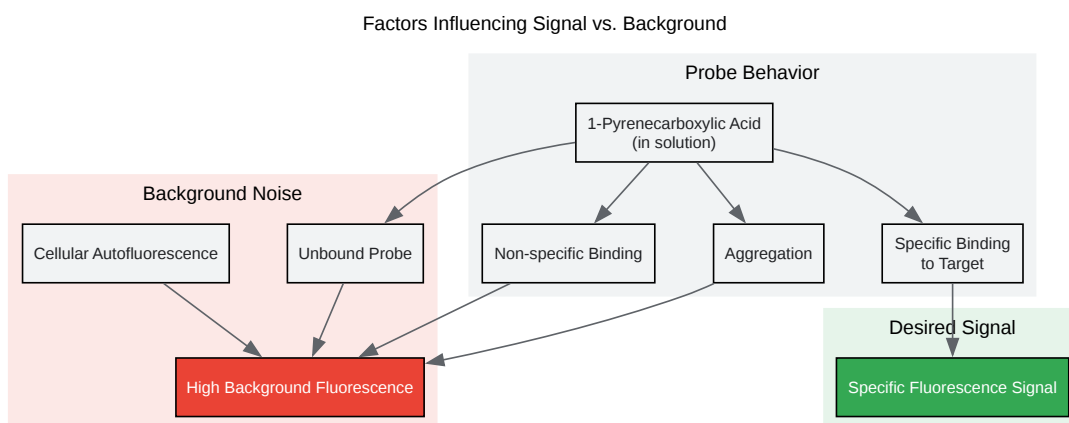 Factors Influencing Signal vs. Background
Probe Behavior
1-Pyrenecarboxylic Acid
(in solution)
Background Noise
Cellular Autofluorescence
Unbound Probe
Non-specific Binding
Aggregation
Specific Binding
to Target
Desired Signal
High Background Fluorescence
Specific Fluorescence Signal